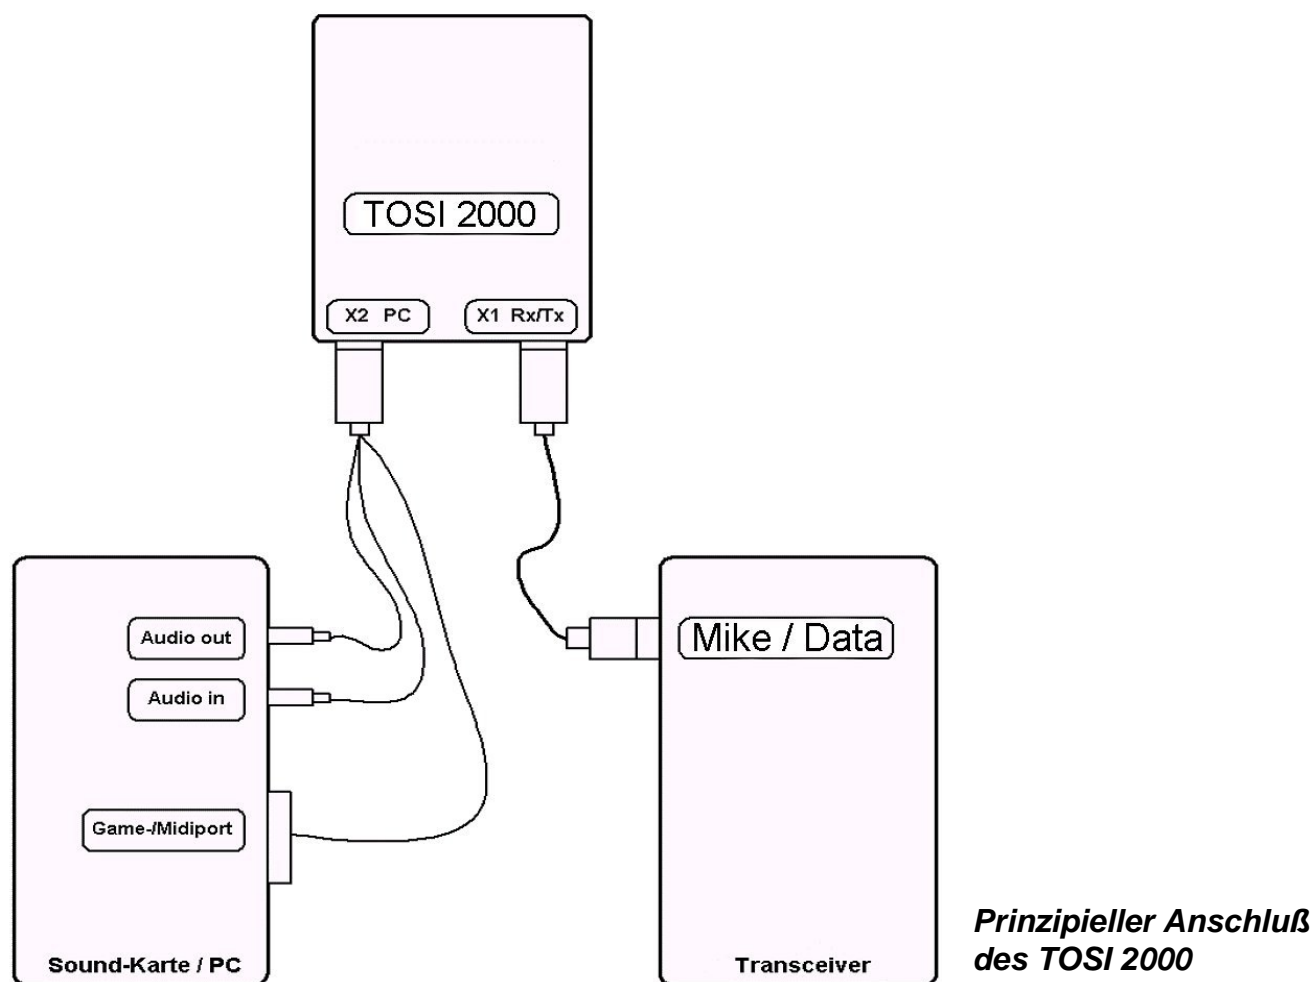 TOSI 2000
X2 PC
X1 Rx/Tx
Audio out
Audio in
Game-/Midiport
Sound-Karte / PC
Mike / Data
Transceiver
Prinzipieller Anschluß
des TOSI 2000